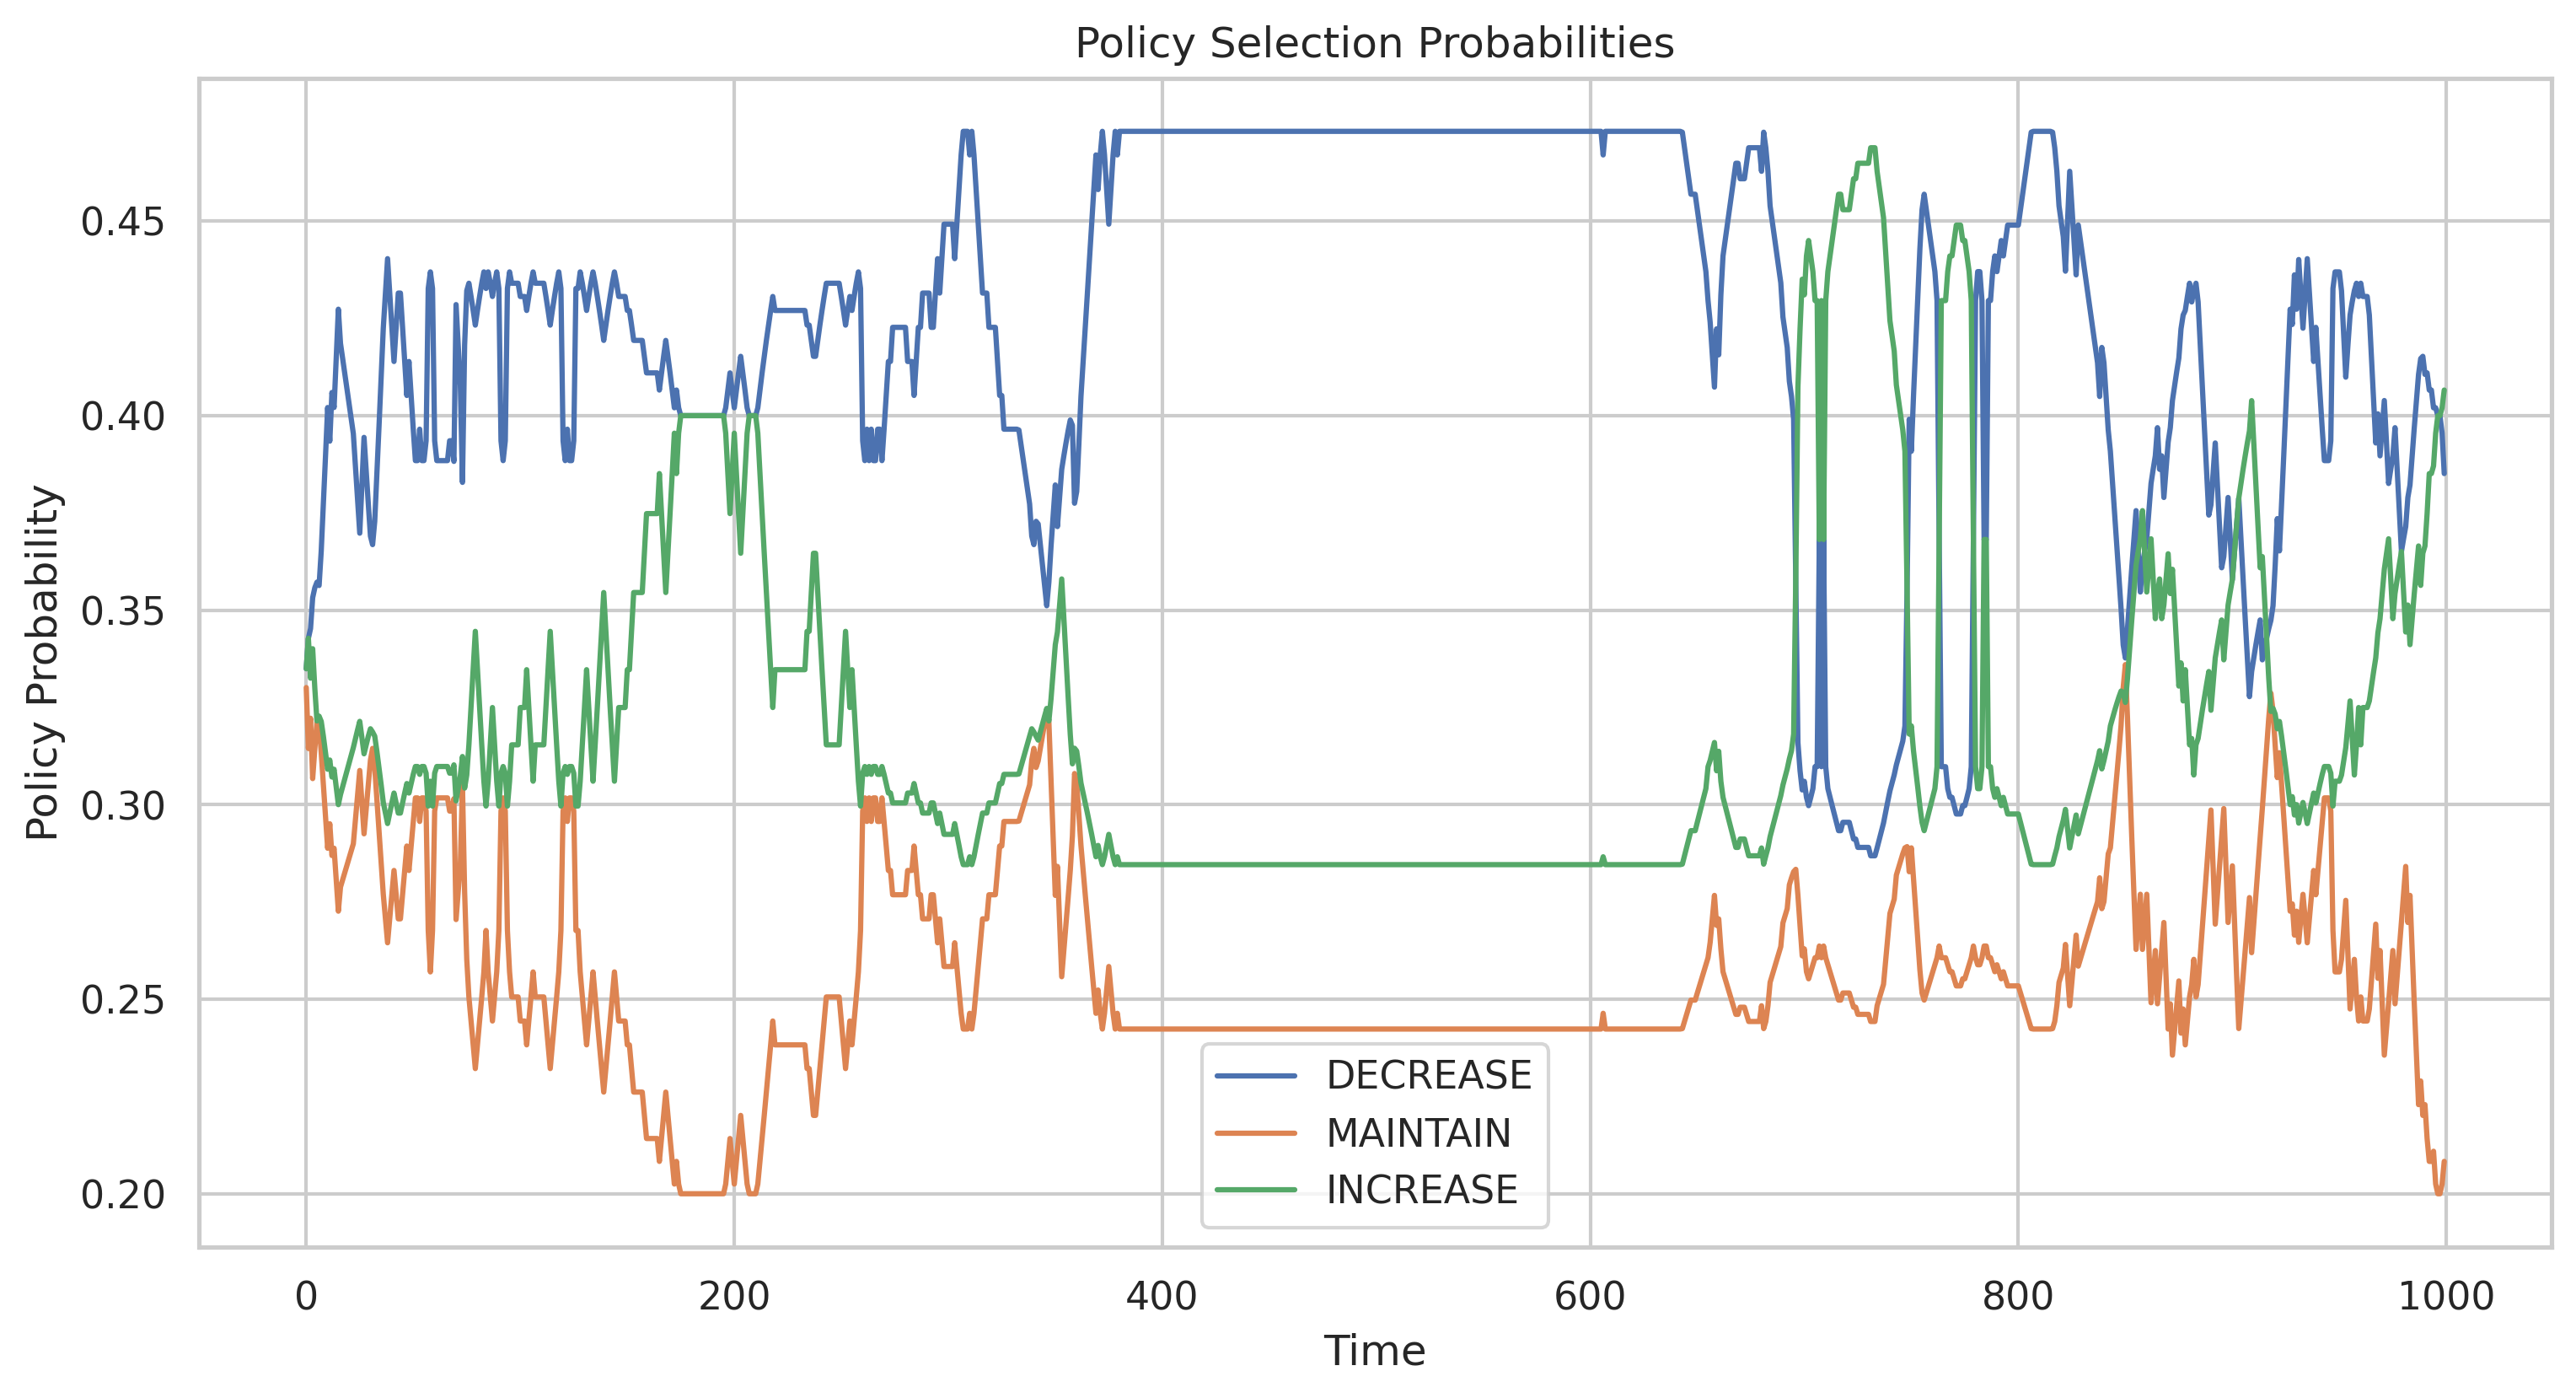 Policy Selection Probabilities
Policy Probability
0.45
0.40
0.35
0.30
0.25
0.20
DECREASE
MAINTAIN
INCREASE
0 200 400 600 800 1000
Time